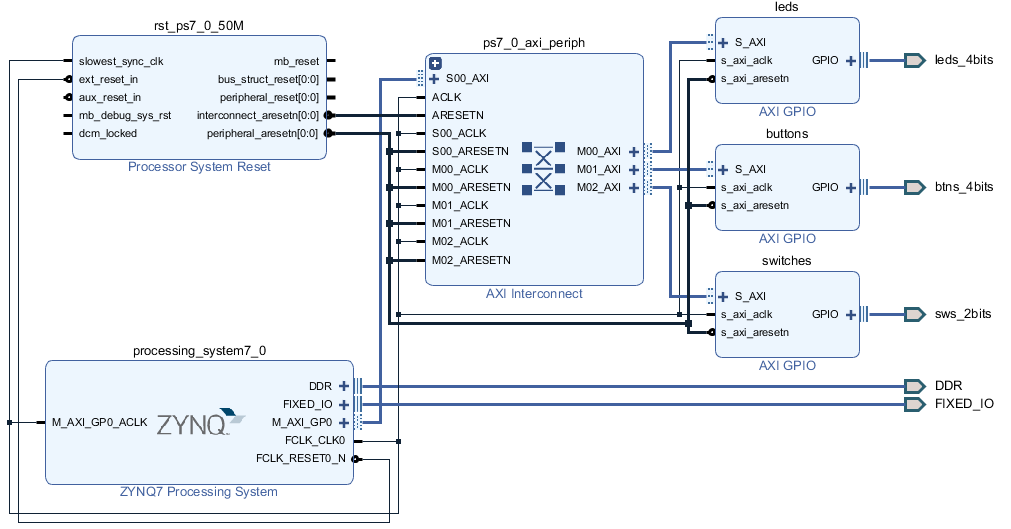 rst_ps7_0_50M
slowest_sync_clk
ext_reset_in
aux_reset_in
mb_debug_sys_rst
dcm_locked
mb_reset
bus_struct_reset[0:0]
peripheral_reset[0:0]
interconnect_aresetn[0:0]
peripheral_aresetn[0:0]
Processor System Reset
ps7_0_axi_periph
S00_AXI
ACLK
ARESETN
S00_ACLK
S00_ARESETN
M00_ACLK
M00_ARESETN
M01_ACLK
M01_ARESETN
M02_ACLK
M02_ARESETN
M00_AXI
M01_AXI
M02_AXI
AXI Interconnect
leds
S_AXI
s_axi_aclk
s_axi_aresetn
GPIO
AXI GPIO
leds_4bits
buttons
S_AXI
s_axi_aclk
s_axi_aresetn
GPIO
AXI GPIO
btns_4bits
switches
S_AXI
s_axi_aclk
s_axi_aresetn
GPIO
AXI GPIO
sws_2bits
processing_system7_0
M_AXI_GP0_ACLK
ZYNQ
DDR
FIXED_IO
M_AXI_GP0
FCLK_CLK0
FCLK_RESET0_N
ZYNQ7 Processing System
DDR
FIXED_IO